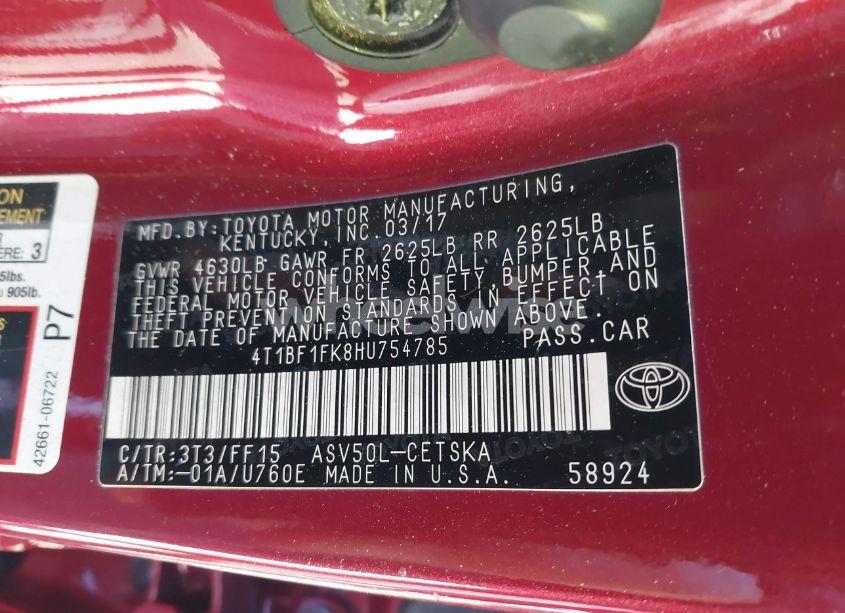 MFD.BY:TOYOTA MOTOR MANUFACTURING,
KENTUCKY, INC. 03/17
GVWR 4630LB GAWR FR 2625LB RR 2625LB
THIS VEHICLE CONFORMS TO ALL APPLICABLE
FEDERAL MOTOR VEHICLE SAFETY, BUMPER, AND
THEFT PREVENTION STANDARDS IN EFFECT ON
THE DATE OF MANUFACTURE SHOWN ABOVE.
4T1BF1FK8HU754785 PASS.CAR
C/TR:3T3/FF15 ASV50L-CETSKA
A/TM:-01A/U760E MADE IN U.S.A. 58924
3
905lb.
P7
42661-06722